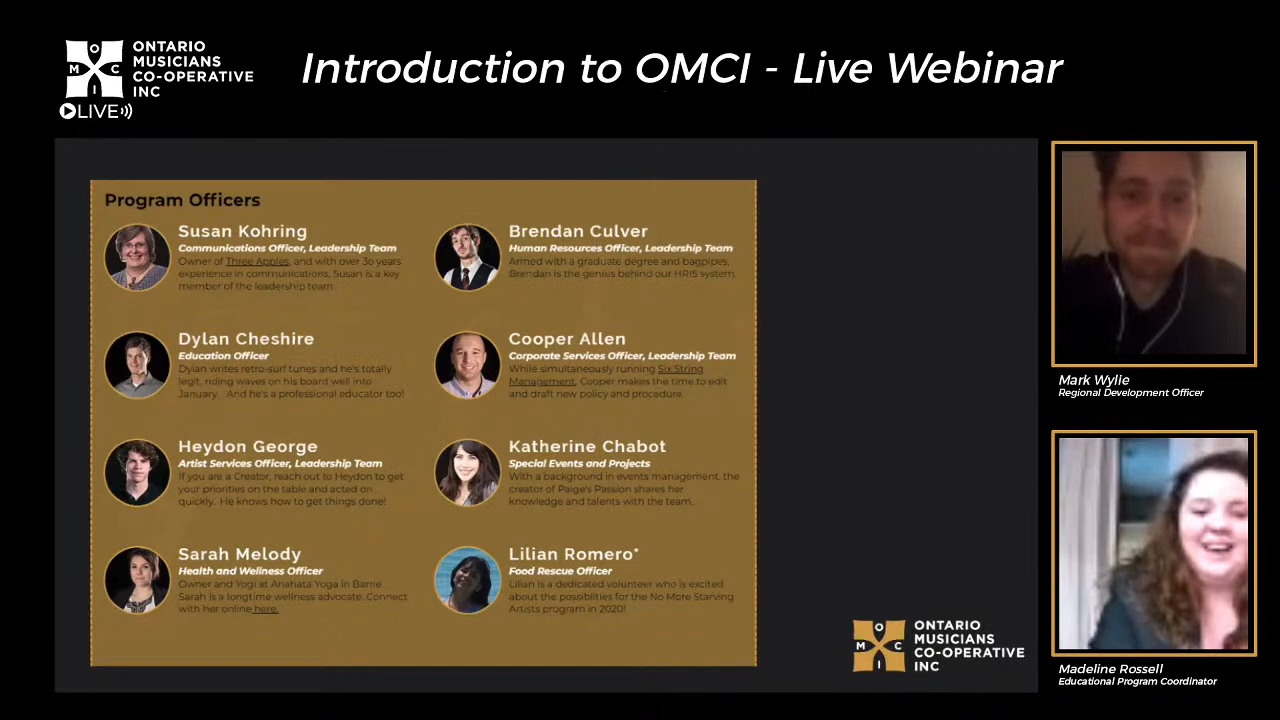 ONTARIO
MUSICIANS
CO-OPERATIVE
INC
O
M C
I
LIVE
Introduction to OMCI - Live Webinar
Program Officers
Susan Kohring
Communications Officer, Leadership Team
Owner of Three Apples, and with over 30 years
experience in communications, Susan is a key
member of the leadership team.
Brendan Culver
Human Resources Officer, Leadership Team
Armed with a graduate degree and bagpipes,
Brendan is the genius behind our HRIS system.
Dylan Cheshire
Education Officer
Dylan writes retro-surf tunes and he's totally
legit, riding waves on his board well into
January. And he's a professional educator too!
Cooper Allen
Corporate Services Officer, Leadership Team
While simultaneously running Six String
Management, Cooper makes the time to edit
and draft new policy and procedure.
Heydon George
Artist Services Officer, Leadership Team
If you are a Creator, reach out to Heydon to get
your priorities on the table and acted on
quickly. He knows how to get things done!
Katherine Chabot
Special Events and Projects
With a background in events management, the
creator of Paige's Passion shares her
knowledge and talents with the team.
Sarah Melody
Health and Wellness Officer
Owner and Yogi at Anahata Yoga in Barrie,
Sarah is a longtime wellness advocate. Connect
with her online here.
Lilian Romero*
Food Rescue Officer
Lilian is a dedicated volunteer who is excited
about the possiblities for the No More Starving
Artists program in 2020!
O
M C
I
ONTARIO
MUSICIANS
CO-OPERATIVE
INC
Mark Wylie
Regional Development Officer
Madeline Rossell
Educational Program Coordinator